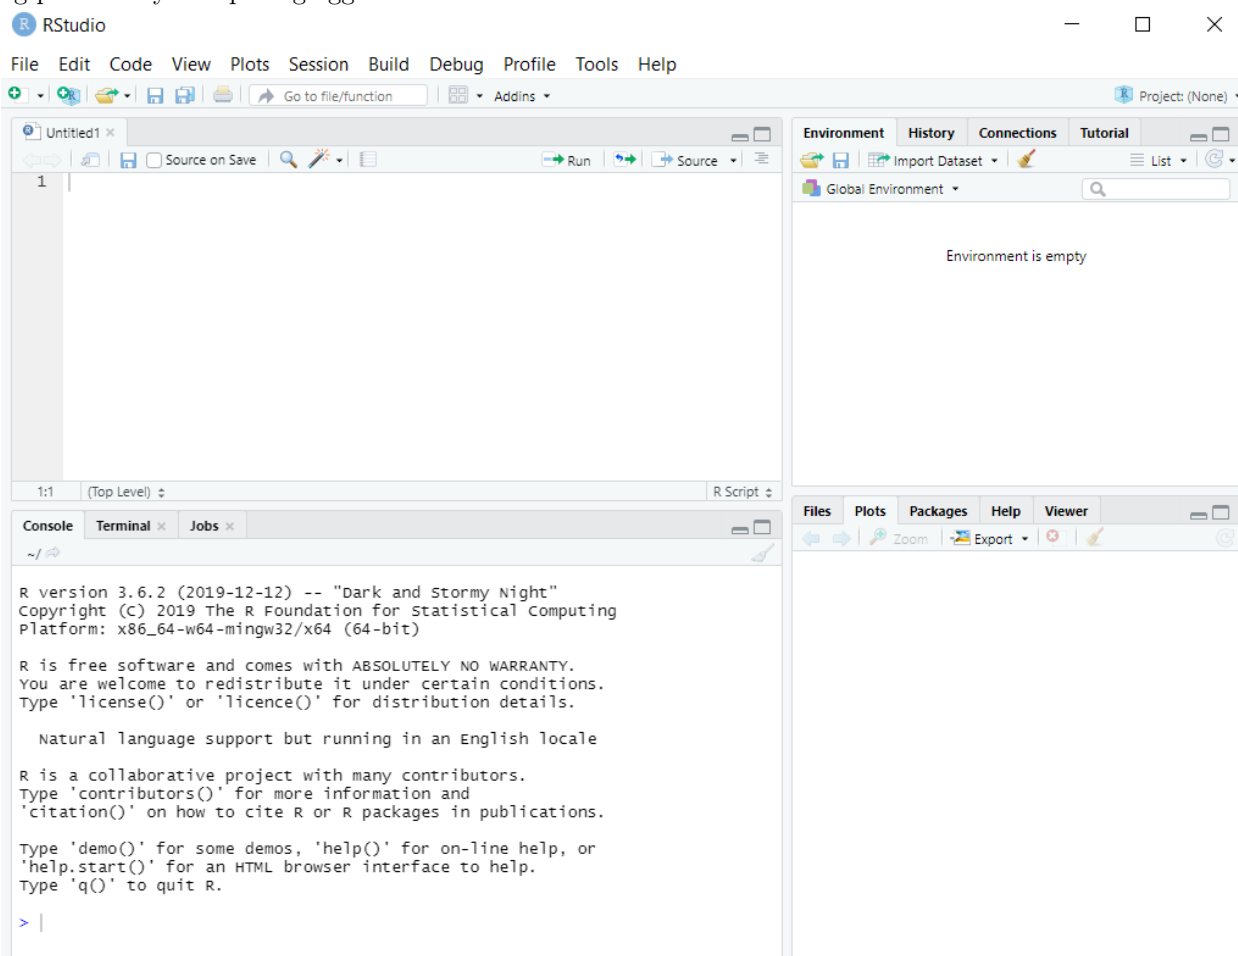 RStudio
File Edit Code View Plots Session Build Debug Profile Tools Help
Go to file/function Addins Project: (None)
Untitled1
Source on Save Run Source
1
1:1 (Top Level) R Script
Console Terminal Jobs
~/
R version 3.6.2 (2019-12-12) -- "Dark and Stormy Night"
Copyright (C) 2019 The R Foundation for Statistical Computing
Platform: x86_64-w64-mingw32/x64 (64-bit)
R is free software and comes with ABSOLUTELY NO WARRANTY.
You are welcome to redistribute it under certain conditions.
Type 'license()' or 'licence()' for distribution details.
Natural language support but running in an English locale
R is a collaborative project with many contributors.
Type 'contributors()' for more information and
'citation()' on how to cite R or R packages in publications.
Type 'demo()' for some demos, 'help()' for on-line help, or
'help.start()' for an HTML browser interface to help.
Type 'q()' to quit R.
>
Environment History Connections Tutorial
Import Dataset List
Global Environment
Environment is empty
Files Plots Packages Help Viewer
Zoom Export